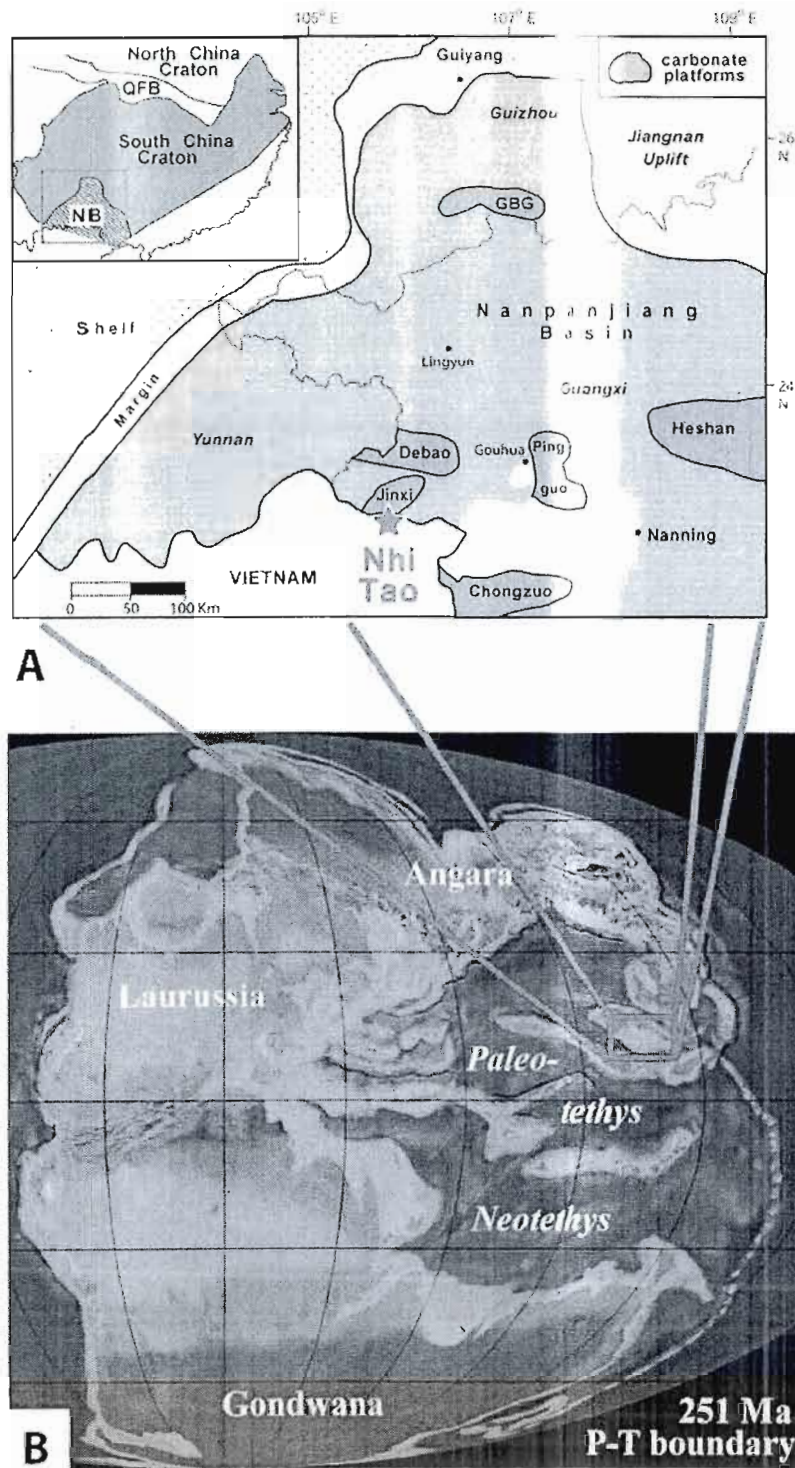 105° E
107° E
109° E
North China
Craton
QFB
South China
Craton
NB
Guiyang
carbonate
platforms
Guizhou
Jiangnan
Uplift
26
N
GBG
Shelf
Margin
Nanpanjiang
Basin
Lingyun
Guangxi
24
N
Yunnan
Debao
Gouhua
Ping
guo
Heshan
Jinxi
Nhi
Tao
Nanning
VIETNAM
Chongzuo
0 50 100 Km
A
Angara
Laurussia
Paleo-
tethys
Neotethys
Gondwana
251 Ma
P-T boundary
B